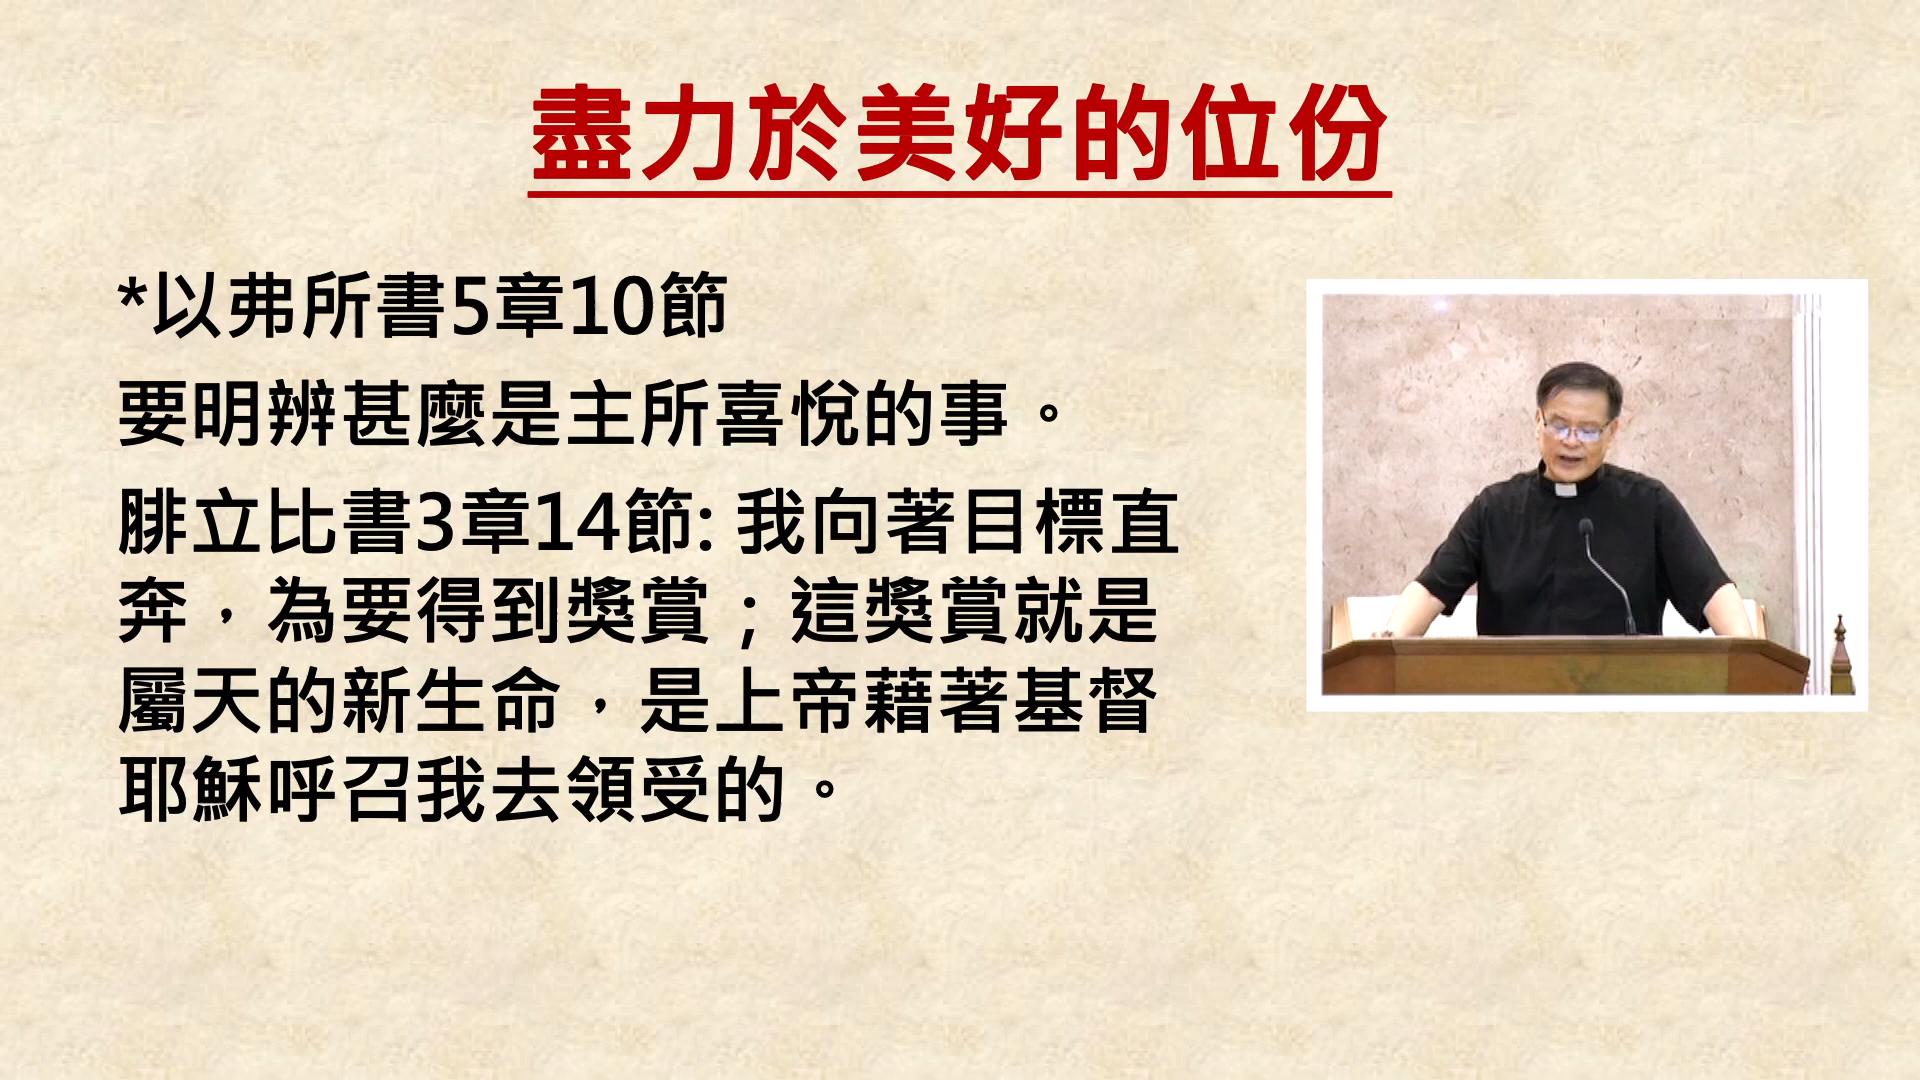 盡力於美好的位份
*以弗所書5章10節
要明辨甚麼是主所喜悅的事。
腓立比書3章14節: 我向著目標直
奔，為要得到獎賞；這獎賞就是
屬天的新生命，是上帝藉著基督
耶穌呼召我去領受的。